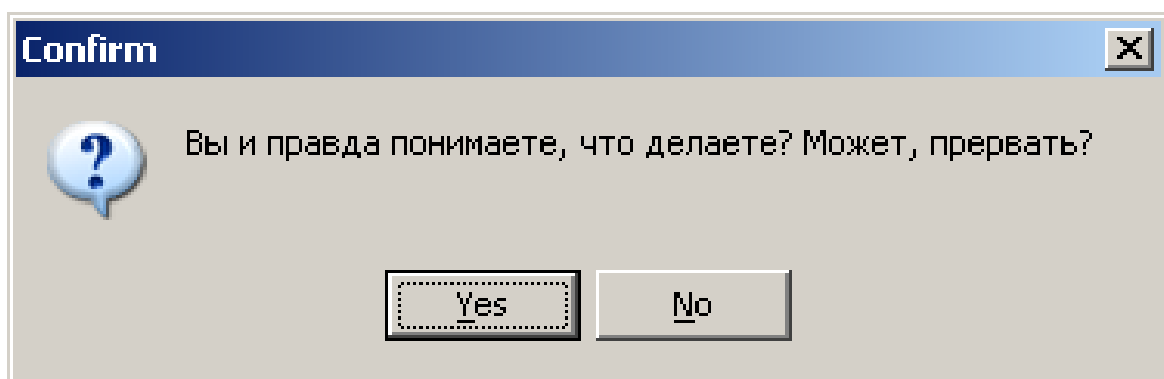 Confirm
Вы и правда понимаете, что делаете? Может, прервать?
Yes No